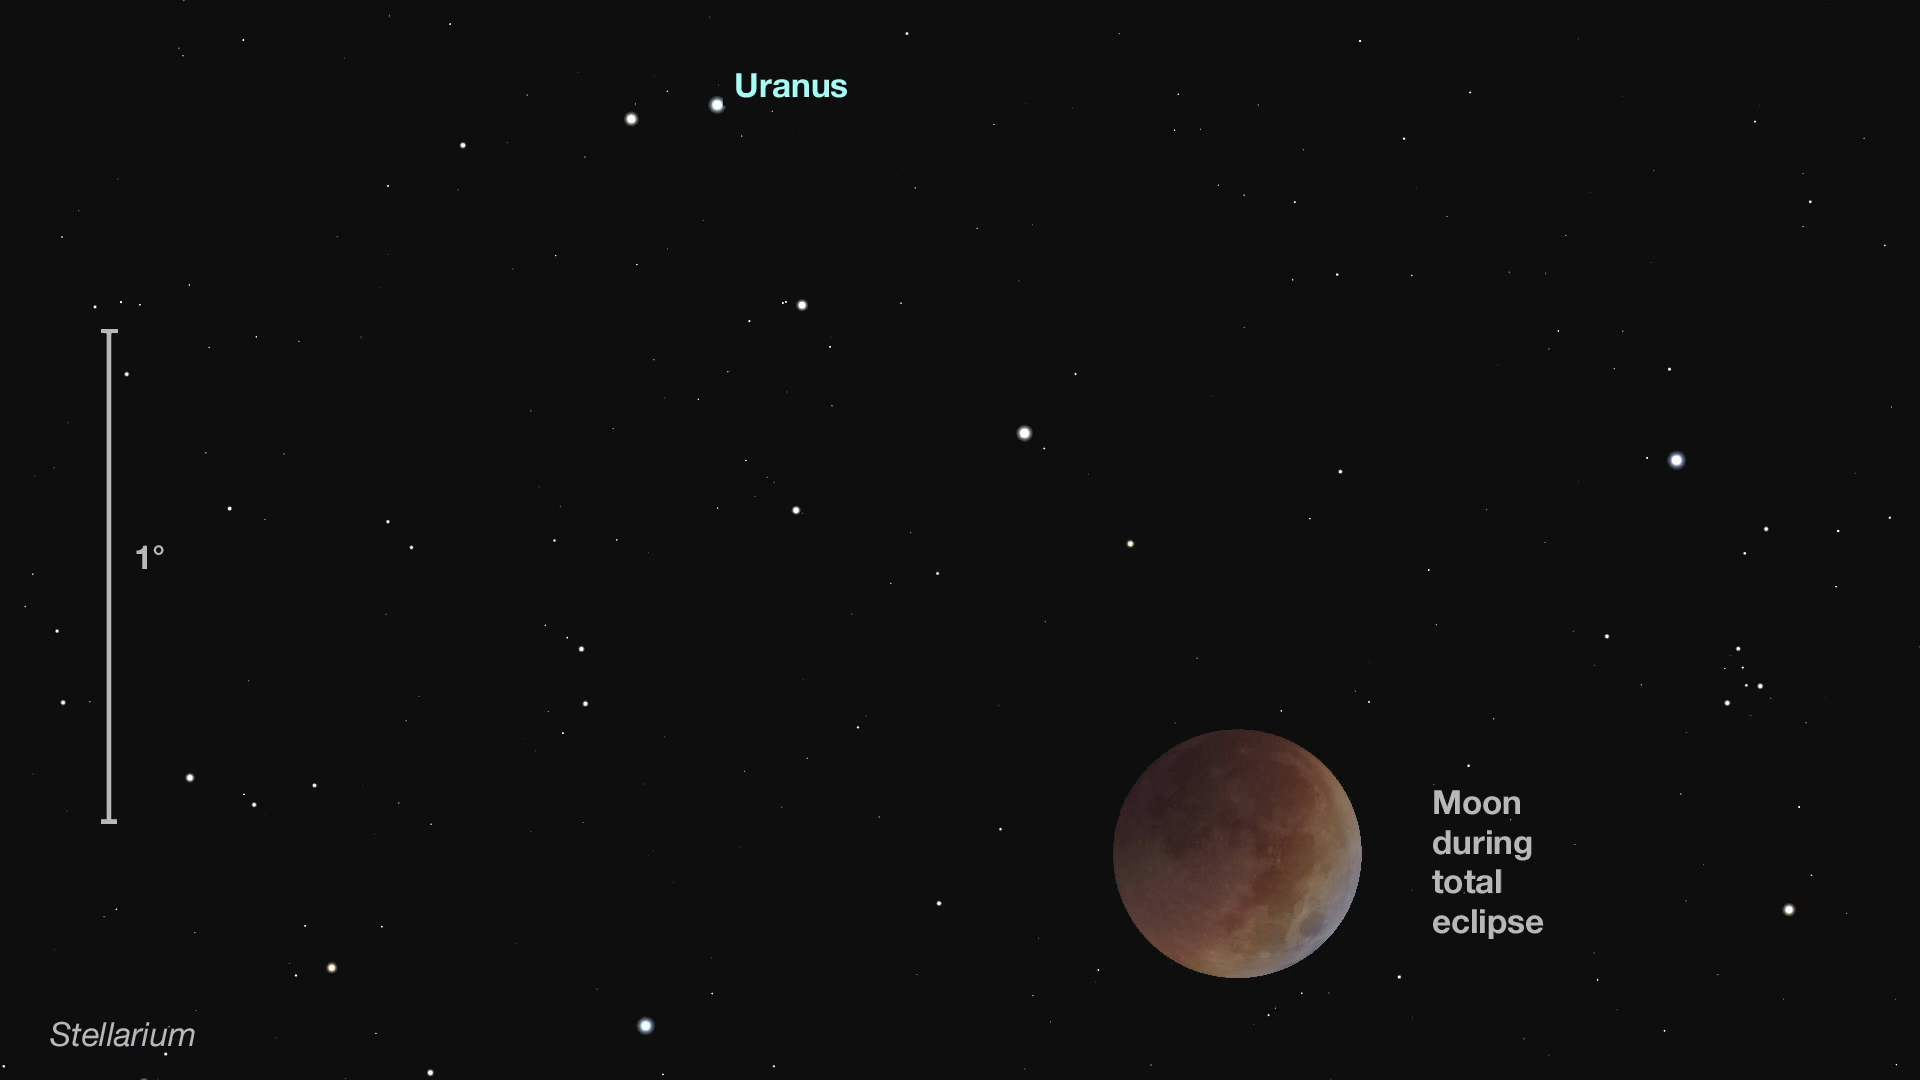 Uranus
1°
Moon
during
total
eclipse
Stellarium